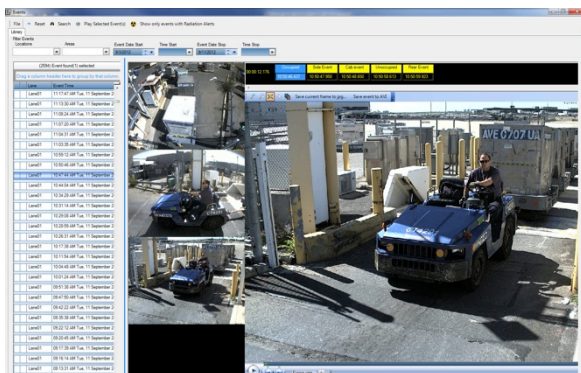 Events
File Reset Search Play Selected Event(s) Show only events with Radiation Alerts
Library
Filter Events
Locations Areas Event Date Start Time Start Event Date Stop Time Stop
Event found(1) selected
Drag a column header here to group by that column
Lane Event Time
Lane01 11:17:47 AM Tue, 11 September 2
Lane01 11:13:30 AM Tue, 11 September 2
Lane01 11:08:24 AM Tue, 11 September 2
Lane01 11:07:20 AM Tue, 11 September 2
Lane01 11:04:31 AM Tue, 11 September 2
Lane01 11:03:35 AM Tue, 11 September 2
Lane01 10:59:12 AM Tue, 11 September 2
Lane01 10:50:46 AM Tue, 11 September 2
Lane01 10:47:44 AM Tue, 11 September 2
Lane01 10:44:04 AM Tue, 11 September 2
Lane01 10:34:29 AM Tue, 11 September 2
Lane01 10:31:14 AM Tue, 11 September 2
Lane01 10:29:08 AM Tue, 11 September 2
Lane01 10:28:59 AM Tue, 11 September 2
Lane01 10:28:31 AM Tue, 11 September 2
Lane01 10:17:38 AM Tue, 11 September 2
Lane01 10:11:54 AM Tue, 11 September 2
Lane01 10:04:48 AM Tue, 11 September 2
Lane01 10:01:24 AM Tue, 11 September 2
Lane01 09:51:38 AM Tue, 11 September 2
Lane01 09:47:50 AM Tue, 11 September 2
Lane01 09:42:22 AM Tue, 11 September 2
Lane01 09:35:38 AM Tue, 11 September 2
Lane01 09:22:12 AM Tue, 11 September 2
Lane01 09:20:45 AM Tue, 11 September 2
Lane01 09:17:39 AM Tue, 11 September 2
Lane01 09:16:14 AM Tue, 11 September 2
Lane01 09:13:31 AM Tue, 11 September 2
00:00:12.176 Occupied Side Event Cab event Unoccupied Rear Event
Save current frame to jpg... Save event to AVI
AVE 0707 UA